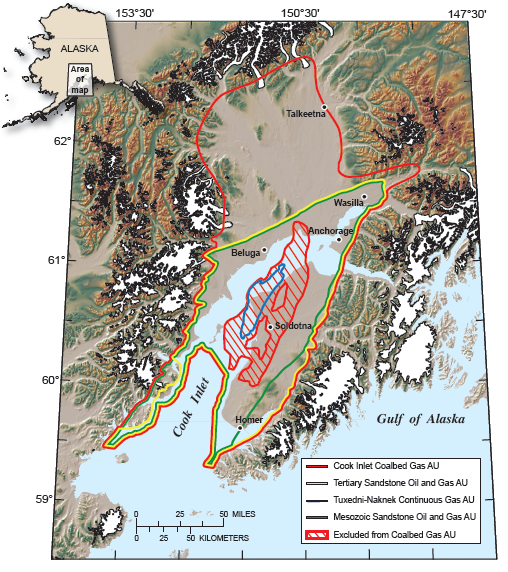 153°30'
150°30'
147°30'
ALASKA
Area
of
map
Talkeetna
62°
Wasilla
Anchorage
61°
Beluga
Soldotna
60°
Cook Inlet
Homer
Gulf of Alaska
59°
Cook Inlet Coalbed Gas AU
Tertiary Sandstone Oil and Gas AU
Tuxedni-Naknek Continuous Gas AU
Mesozoic Sandstone Oil and Gas AU
Excluded from Coalbed Gas AU
0 25 50 MILES
0 25 50 KILOMETERS